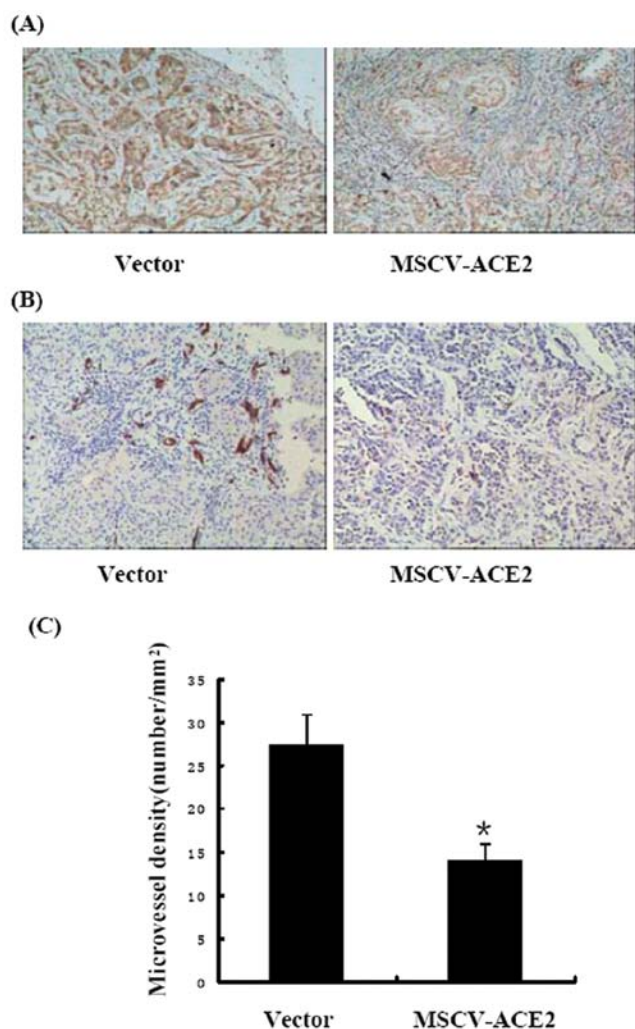 (A)
Vector MSCV-ACE2
(B)
Vector MSCV-ACE2
(C)
Microvessel density(number/mm²)
35
30
25
20
15
10
5
0
*
Vector MSCV-ACE2